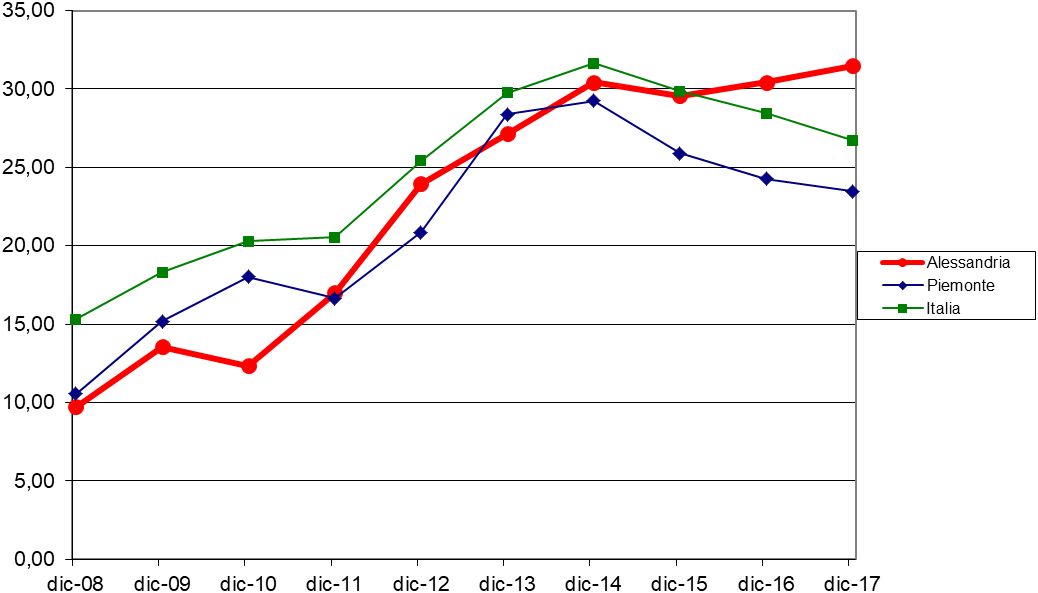 35,00
30,00
25,00
20,00
15,00
10,00
5,00
0,00
dic-08 dic-09 dic-10 dic-11 dic-12 dic-13 dic-14 dic-15 dic-16 dic-17
Alessandria
Piemonte
Italia